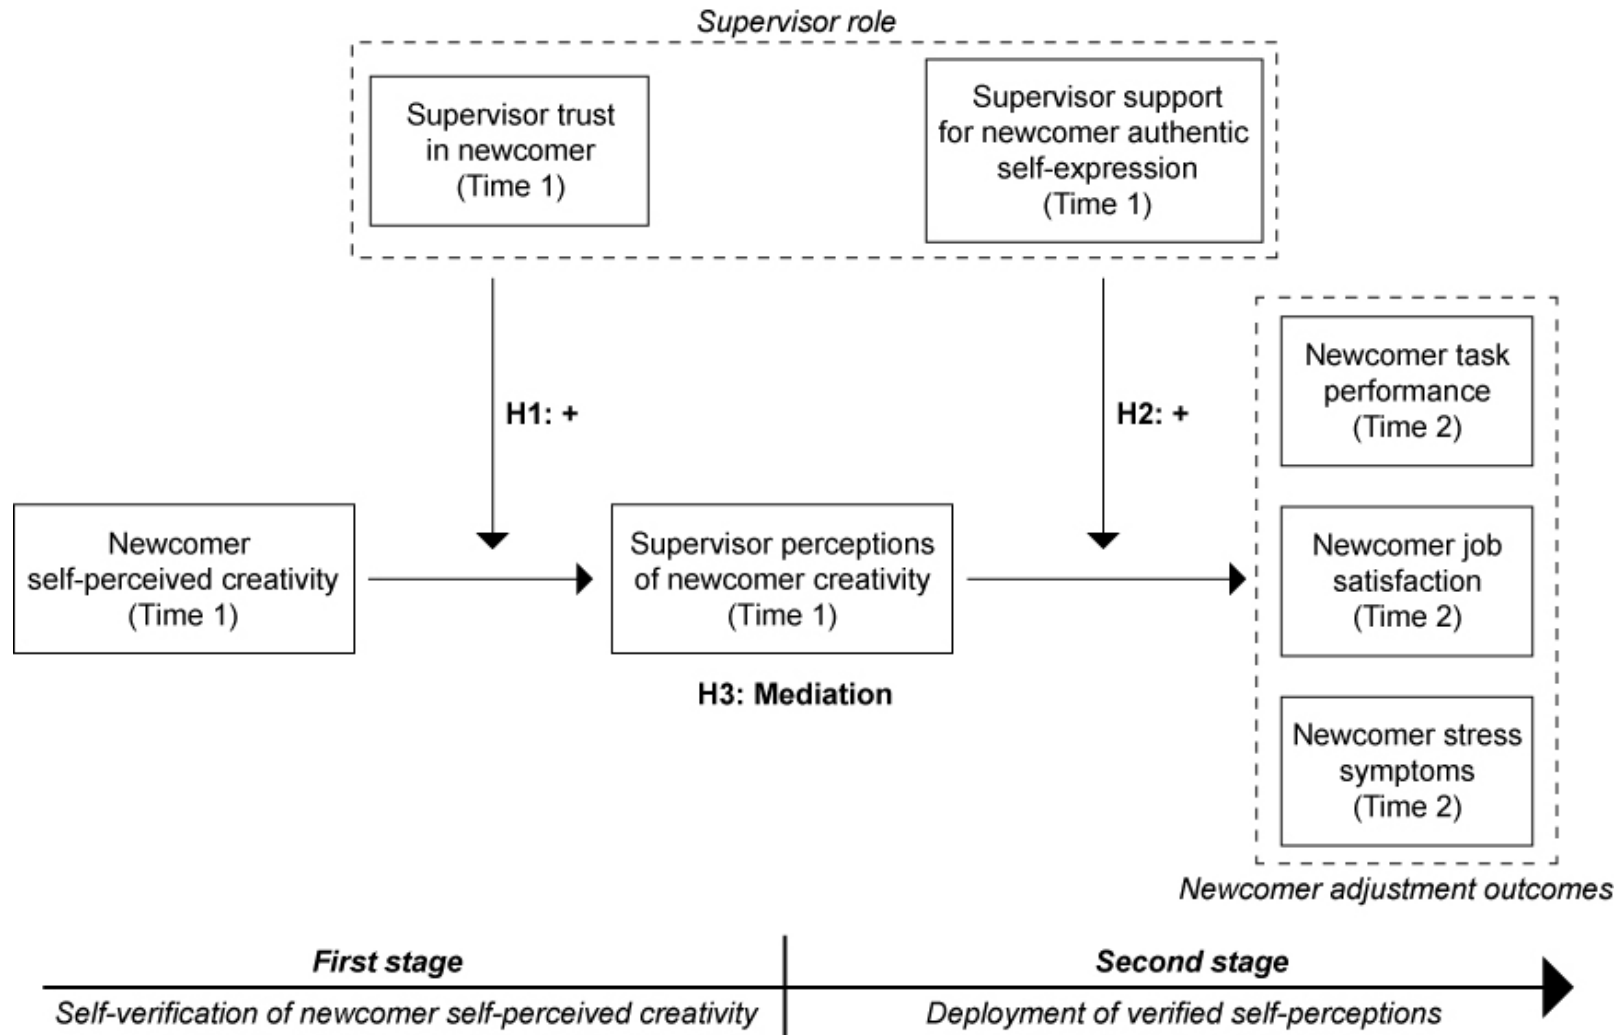 Supervisor role
Supervisor trust
in newcomer
(Time 1)
Supervisor support
for newcomer authentic
self-expression
(Time 1)
H1: +
H2: +
Newcomer task
performance
(Time 2)
Newcomer
self-perceived creativity
(Time 1)
Supervisor perceptions
of newcomer creativity
(Time 1)
Newcomer job
satisfaction
(Time 2)
H3: Mediation
Newcomer stress
symptoms
(Time 2)
Newcomer adjustment outcomes
First stage
Second stage
Self-verification of newcomer self-perceived creativity
Deployment of verified self-perceptions